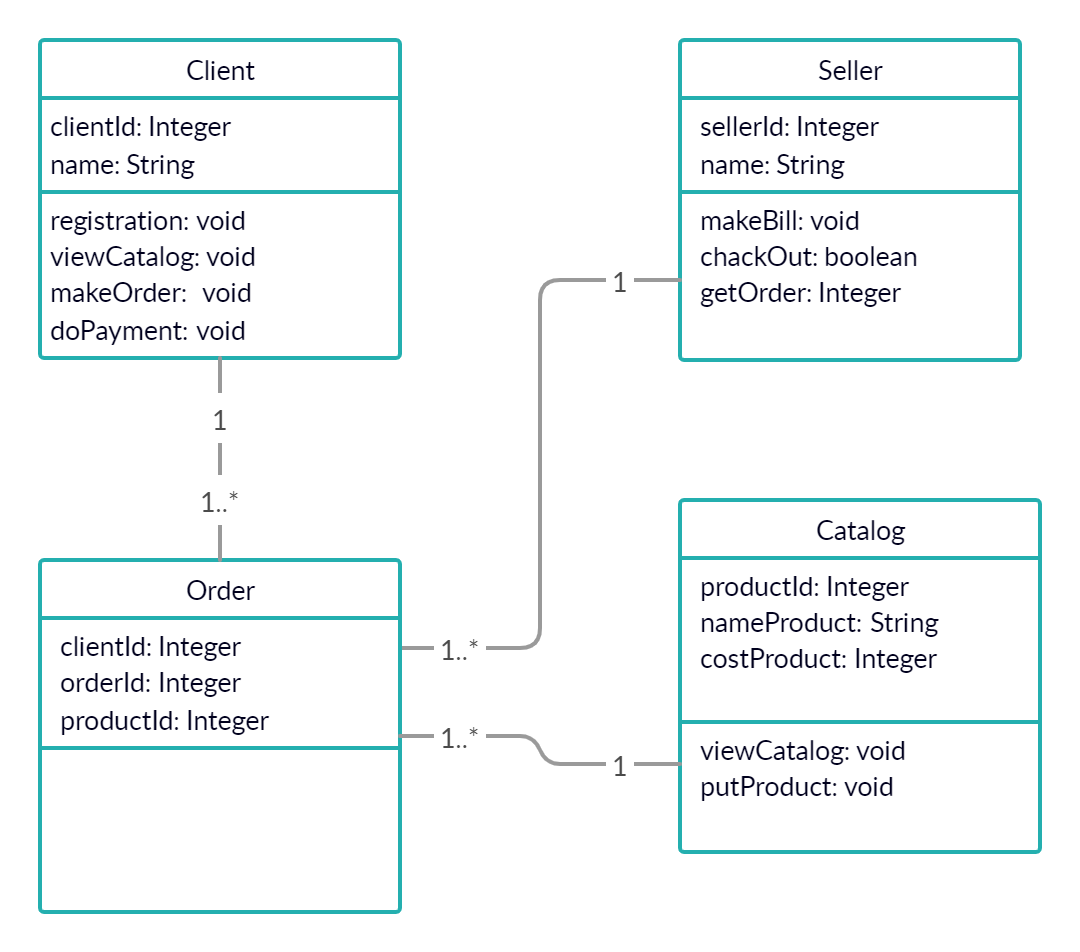 Client
clientId: Integer
name: String
registration: void
viewCatalog: void
makeOrder: void
doPayment: void
1
1..*
Order
clientId: Integer
orderId: Integer
productId: Integer
Seller
sellerId: Integer
name: String
makeBill: void
chackOut: boolean
getOrder: Integer
1
1..*
1..*
1
Catalog
productId: Integer
nameProduct: String
costProduct: Integer
viewCatalog: void
putProduct: void